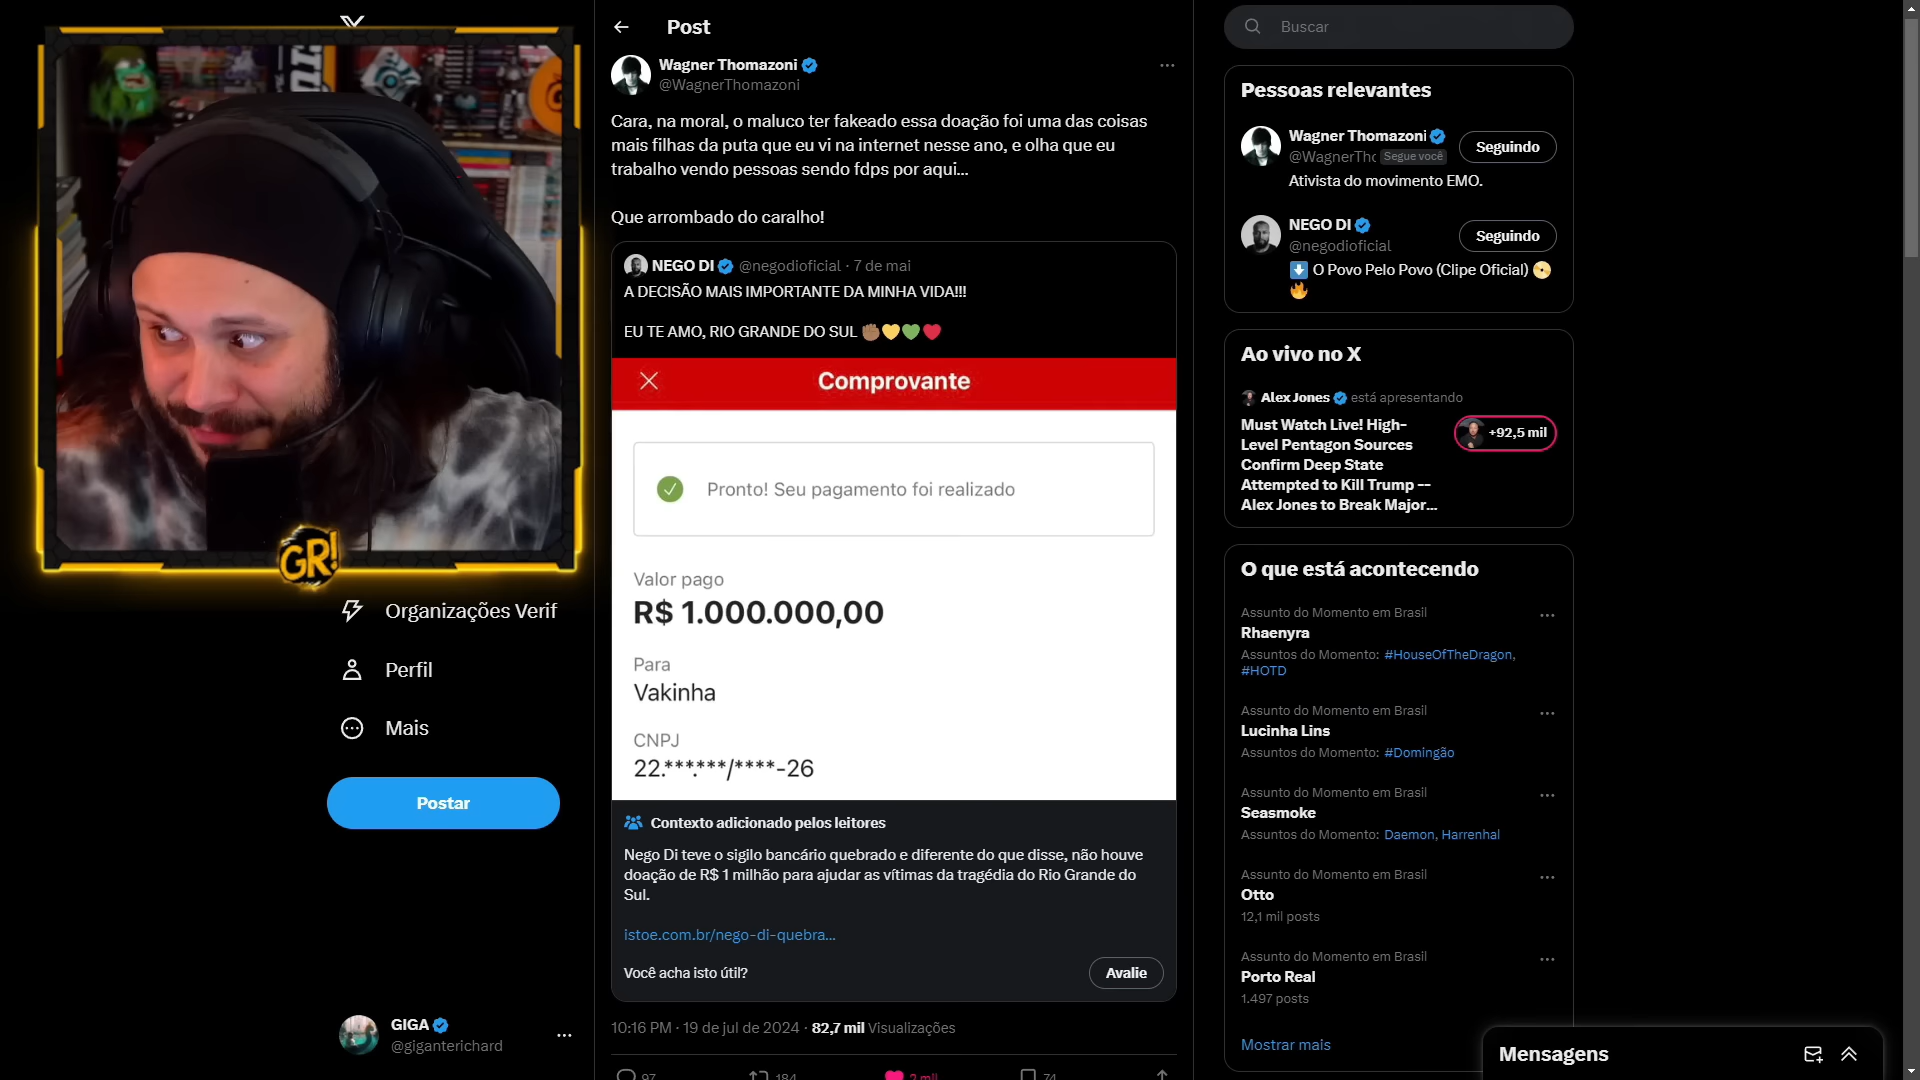 GR!
Organizações Verif
Perfil
Mais
Postar
GIGA
@giganterichard
Post
Wagner Thomazoni
@WagnerThomazoni
Cara, na moral, o maluco ter fakeado essa doação foi uma das coisas
mais filhas da puta que eu vi na internet nesse ano, e olha que eu
trabalho vendo pessoas sendo fdps por aqui...
Que arrombado do caralho!
NEGO DI @negodioficial · 7 de mai
A DECISÃO MAIS IMPORTANTE DA MINHA VIDA!!!
EU TE AMO, RIO GRANDE DO SUL ✊🏽💛💚❤️
Comprovante
Pronto! Seu pagamento foi realizado
Valor pago
R$ 1.000.000,00
Para
Vakinha
CNPJ
22.***.***/****-26
Contexto adicionado pelos leitores
Nego Di teve o sigilo bancário quebrado e diferente do que disse, não houve
doação de R$ 1 milhão para ajudar as vítimas da tragédia do Rio Grande do
Sul.
istoe.com.br/nego-di-quebra...
Você acha isto útil?
Avalie
10:16 PM · 19 de jul de 2024 · 82,7 mil Visualizações
97 184 2 mil 74
Buscar
Pessoas relevantes
Wagner Thomazoni
@WagnerThc Segue você
Seguindo
Ativista do movimento EMO.
NEGO DI
@negodioficial
Seguindo
⬇️ O Povo Pelo Povo (Clipe Oficial) 📀
🔥
Ao vivo no X
Alex Jones está apresentando
Must Watch Live! High-
Level Pentagon Sources
Confirm Deep State
Attempted to Kill Trump --
Alex Jones to Break Major...
+92,5 mil
O que está acontecendo
Assunto do Momento em Brasil
Rhaenyra
Assuntos do Momento: #HouseOfTheDragon,
#HOTD
Assunto do Momento em Brasil
Lucinha Lins
Assuntos do Momento: #Domingão
Assunto do Momento em Brasil
Seasmoke
Assuntos do Momento: Daemon, Harrenhal
Assunto do Momento em Brasil
Otto
12,1 mil posts
Assunto do Momento em Brasil
Porto Real
1.497 posts
Mostrar mais
Mensagens